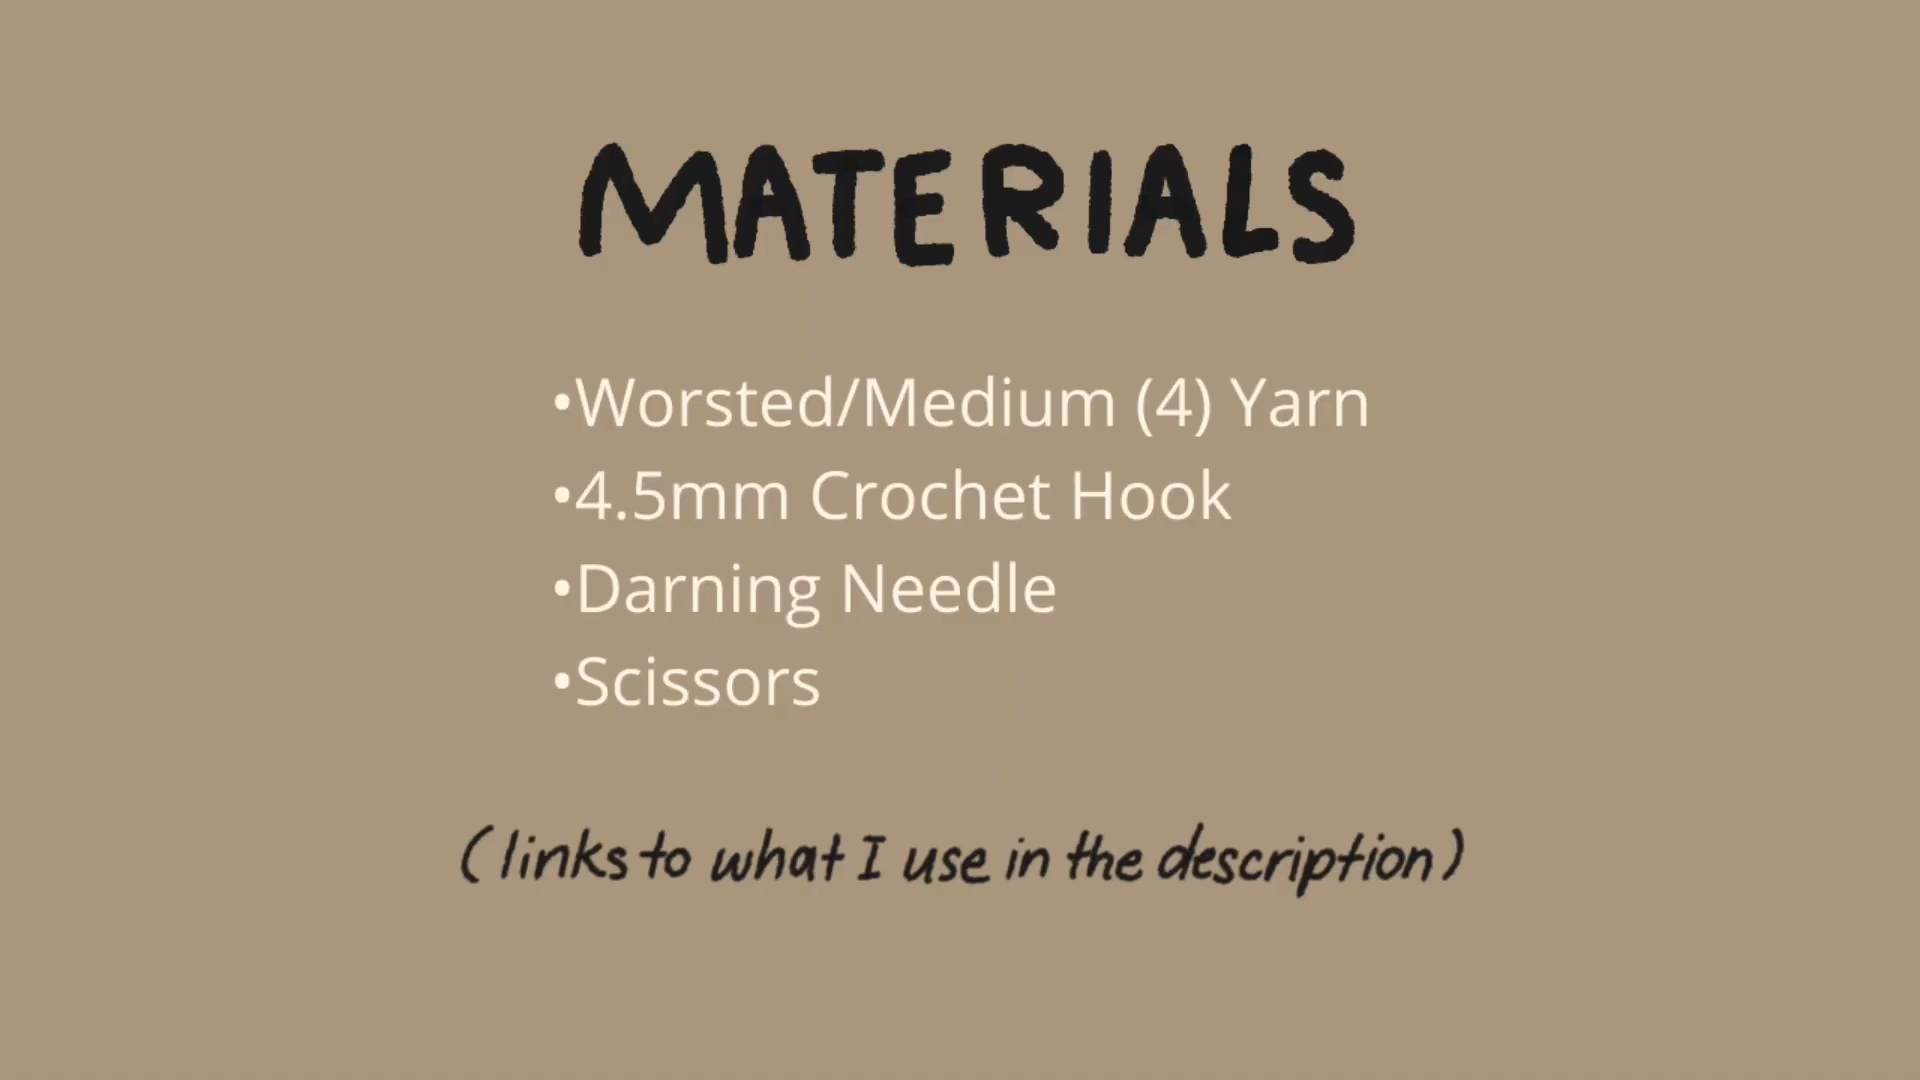 MATERIALS
•Worsted/Medium (4) Yarn
•4.5mm Crochet Hook
•Darning Needle
•Scissors
(links to what I use in the description)